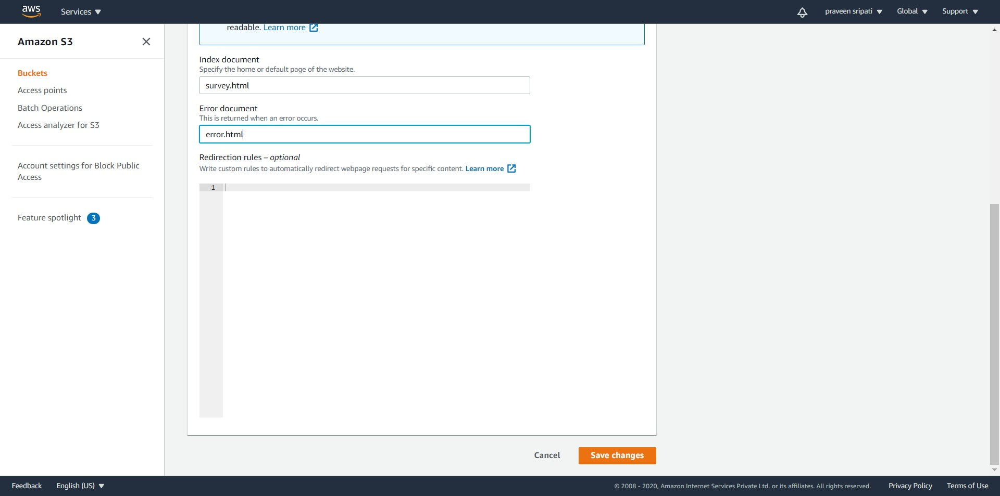 aws
Services
praveen sripati
Global
Support
Amazon S3
Buckets
Access points
Batch Operations
Access analyzer for S3
Account settings for Block Public
Access
Feature spotlight 3
readable. Learn more
Index document
Specify the home or default page of the website.
survey.html
Error document
This is returned when an error occurs.
error.html
Redirection rules – optional
Write custom rules to automatically redirect webpage requests for specific content. Learn more
1
Cancel
Save changes
Feedback
English (US)
© 2008 - 2020, Amazon Internet Services Private Ltd. or its affiliates. All rights reserved.
Privacy Policy
Terms of Use